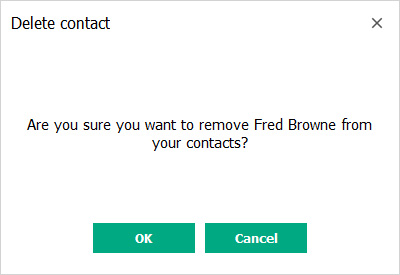 Delete contact
Are you sure you want to remove Fred Browne from
your contacts?
OK
Cancel